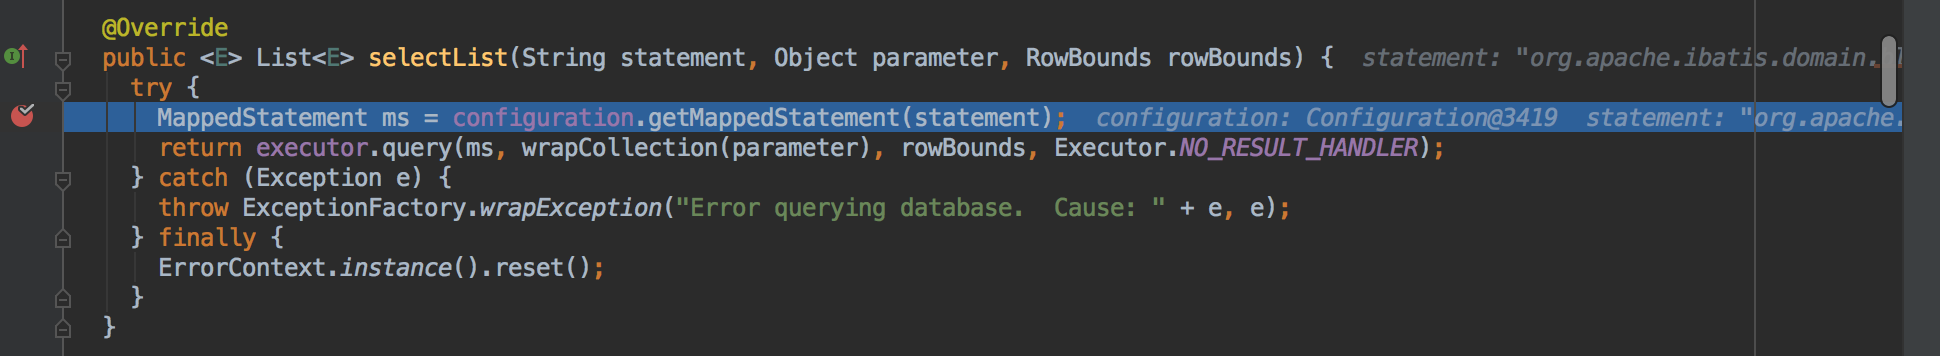 @Override
public <E> List<E> selectList(String statement, Object parameter, RowBounds rowBounds) { statement: "org.apache.ibatis.domain.
try {
MappedStatement ms = configuration.getMappedStatement(statement); configuration: Configuration@3419 statement: "org.apache.
return executor.query(ms, wrapCollection(parameter), rowBounds, Executor.NO_RESULT_HANDLER);
} catch (Exception e) {
throw ExceptionFactory.wrapException("Error querying database.  Cause: " + e, e);
} finally {
ErrorContext.instance().reset();
}
}